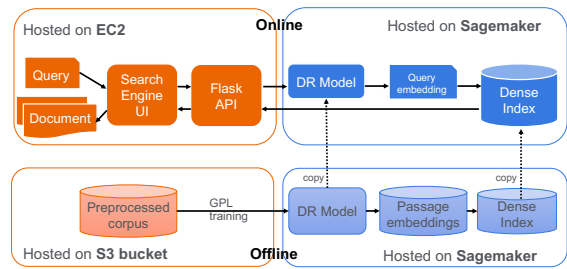 Online
Hosted on EC2
Hosted on Sagemaker
Query
Document
Search
Engine
UI
Flask
API
DR Model
Query
embedding
Dense
Index
copy
copy
Preprocessed
corpus
GPL
training
DR Model
Passage
embeddings
Dense
Index
Hosted on S3 bucket
Offline
Hosted on Sagemaker